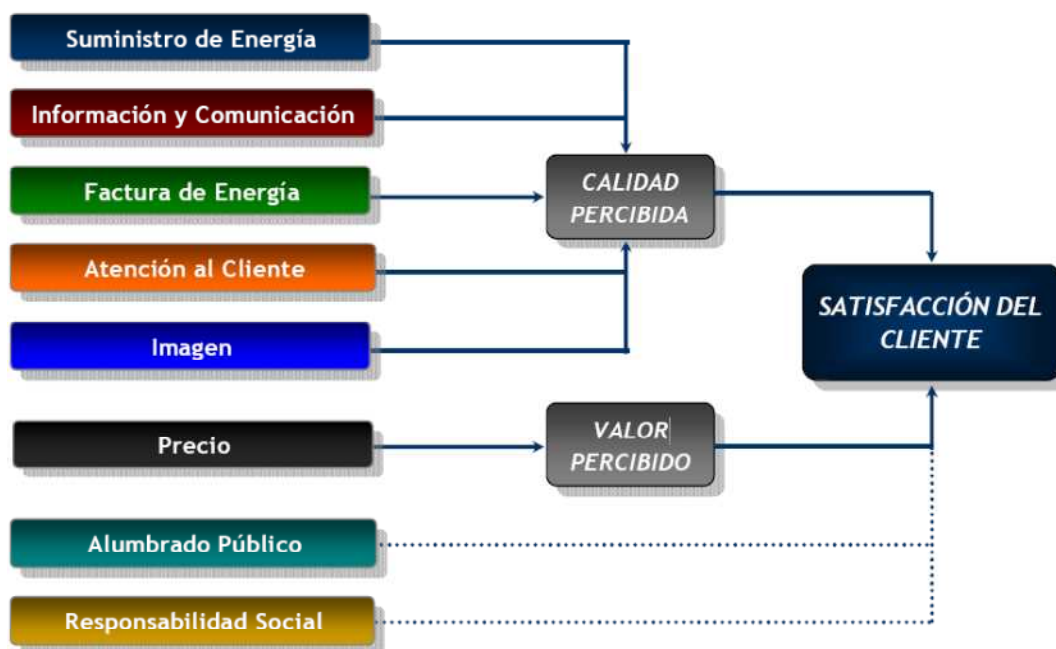 Suministro de Energía
Información y Comunicación
Factura de Energía
Atención al Cliente
Imagen
Precio
Alumbrado Público
Responsabilidad Social
CALIDAD
PERCIBIDA
VALOR
PERCIBIDO
SATISFACCIÓN DEL
CLIENTE